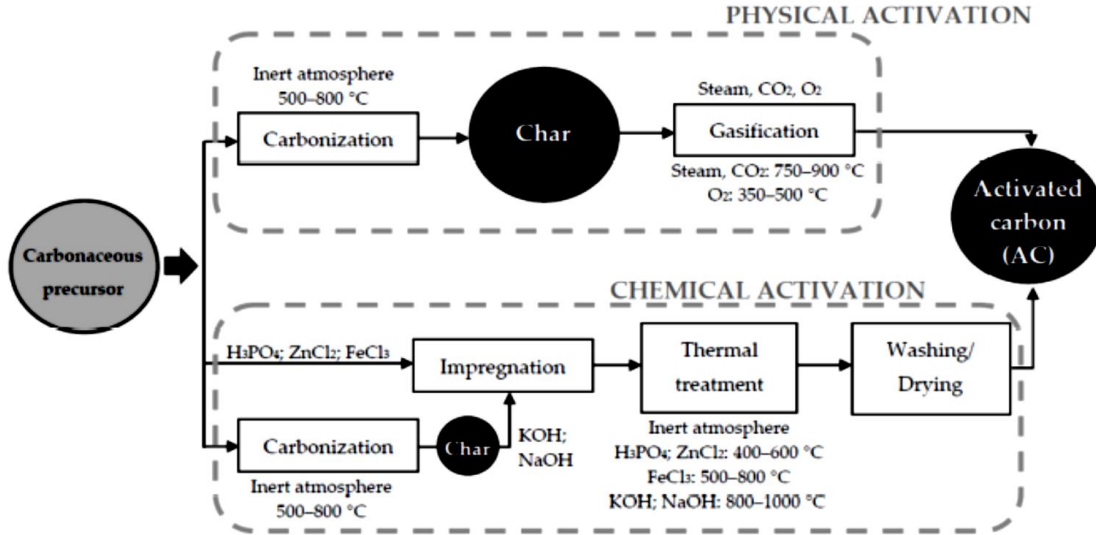 PHYSICAL ACTIVATION
Inert atmosphere
500–800 °C
Carbonization
Char
Steam, CO₂, O₂
Gasification
Steam, CO₂: 750–900 °C
O₂: 350–500 °C
Activated
carbon
(AC)
Carbonaceous
precursor
CHEMICAL ACTIVATION
H₃PO₄; ZnCl₂; FeCl₃
Impregnation
Thermal
treatment
Washing/
Drying
Carbonization
Char
KOH;
NaOH
Inert atmosphere
500–800 °C
Inert atmosphere
H₃PO₄; ZnCl₂: 400–600 °C
FeCl₃: 500–800 °C
KOH; NaOH: 800–1000 °C